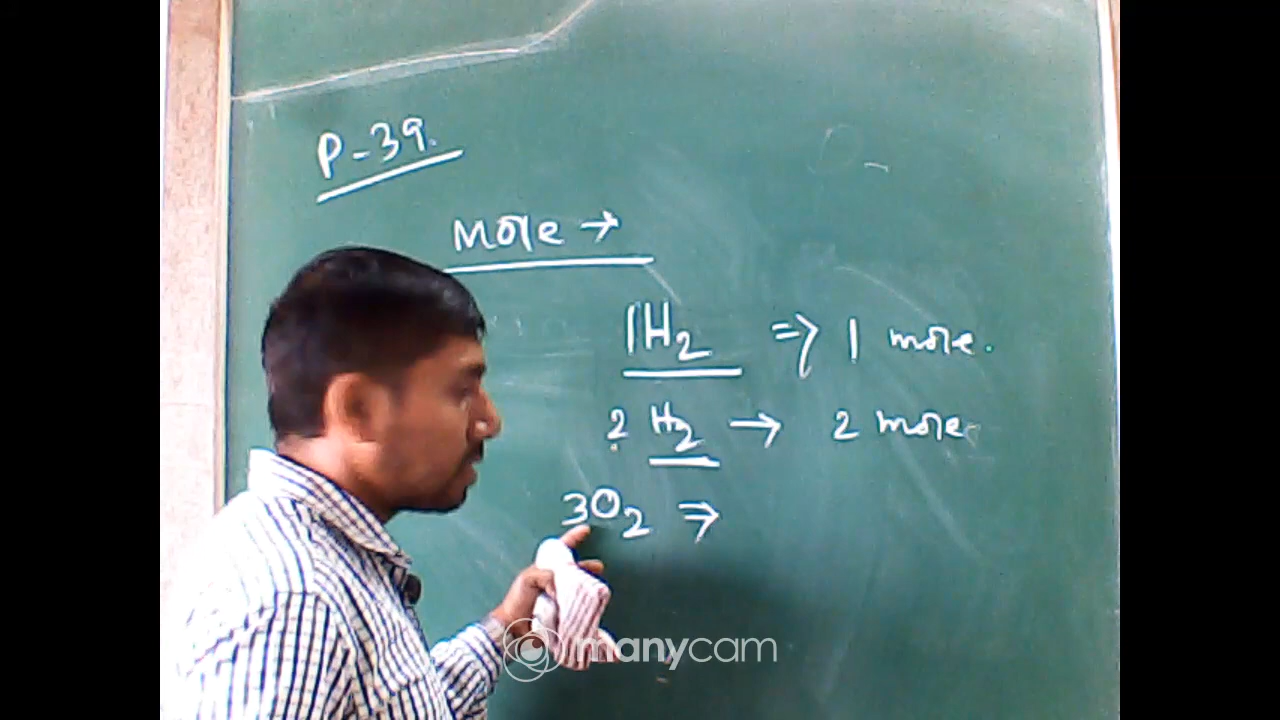 P-39.
Mole →
1H2 ⇒ 1 mole.
2 H2 → 2 mole
3O2 →
manycam